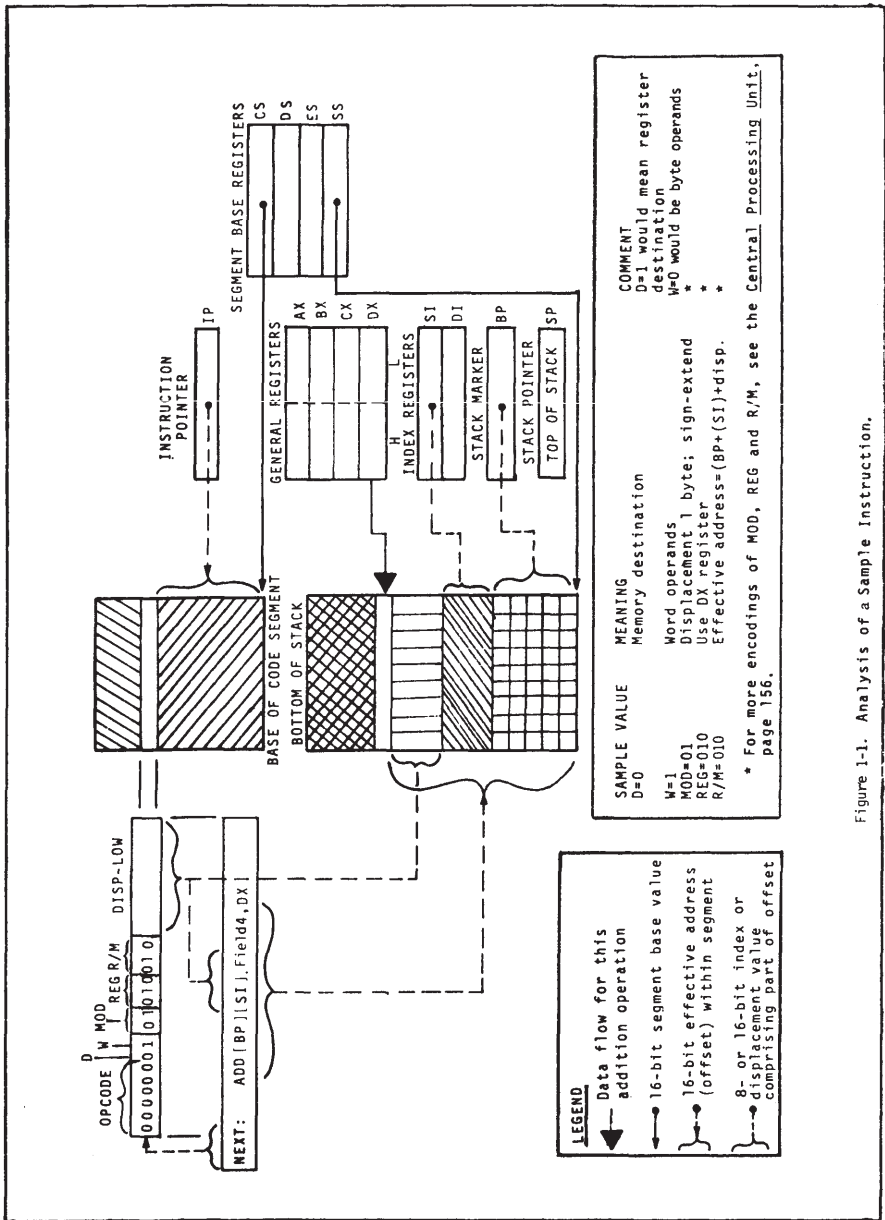 OPCODE
D
W
MOD
REG
R/M
DISP-LOW
0 0 0 0 0 0 0 1
0 1 0 1 0 0 1 0
NEXT: ADD [BP][SI].Field4,DX
BASE OF CODE SEGMENT
BOTTOM OF STACK
INSTRUCTION
POINTER
IP
SEGMENT BASE REGISTERS
CS
DS
ES
SS
GENERAL REGISTERS
AX
BX
CX
DX
H
L
INDEX REGISTERS
SI
DI
STACK MARKER
BP
STACK POINTER
TOP OF STACK
SP
LEGEND
Data flow for this
addition operation
16-bit segment base value
16-bit effective address
(offset) within segment
8- or 16-bit index or
displacement value
comprising part of offset
SAMPLE VALUE MEANING COMMENT
D=0 Memory destination D=1 would mean register
destination
W=1 Word operands W=0 would be byte operands
MOD=01 Displacement 1 byte; sign-extend *
REG=010 Use DX register *
R/M=010 Effective address=(BP+(SI)+disp. *
* For more encodings of MOD, REG and R/M, see the Central Processing Unit,
page 156.
Figure 1-1. Analysis of a Sample Instruction.